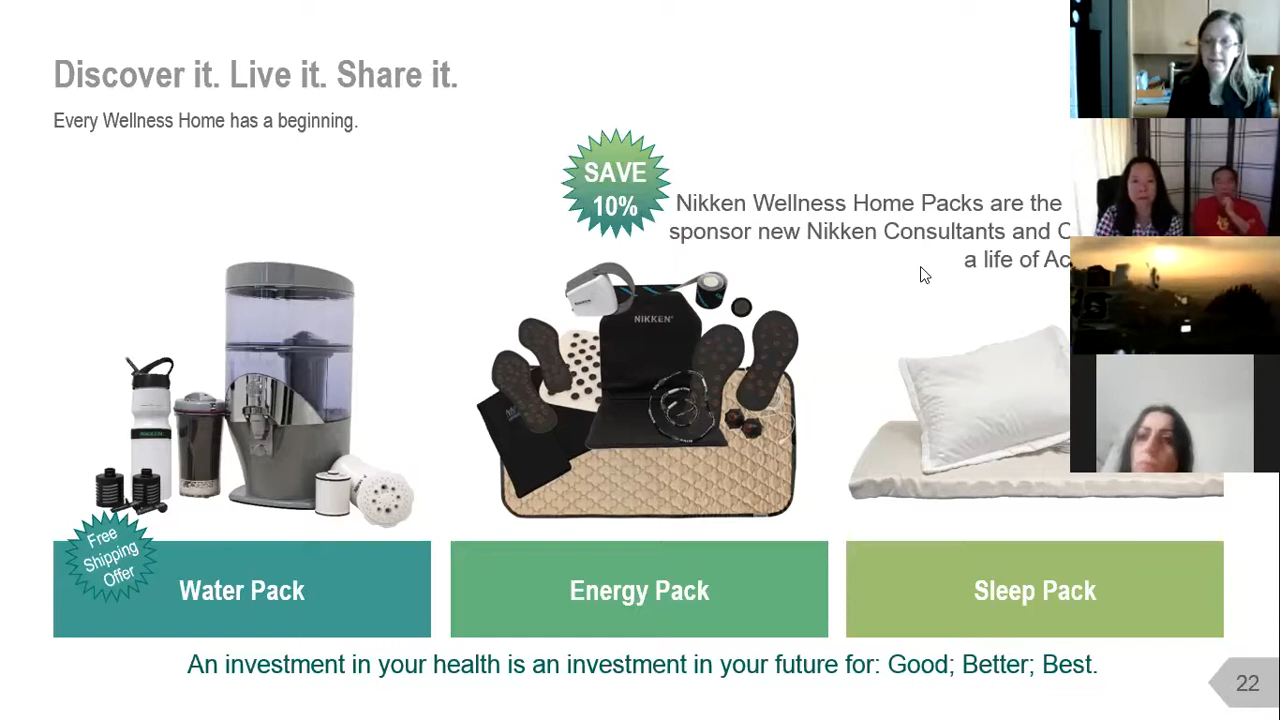 Discover it. Live it. Share it.
Every Wellness Home has a beginning.
SAVE
10%
Nikken Wellness Home Packs are the
sponsor new Nikken Consultants and
a life of
NIKKEN
NIKKEN
Free
Shipping
Offer
Water Pack
Energy Pack
Sleep Pack
An investment in your health is an investment in your future for: Good; Better; Best.
22